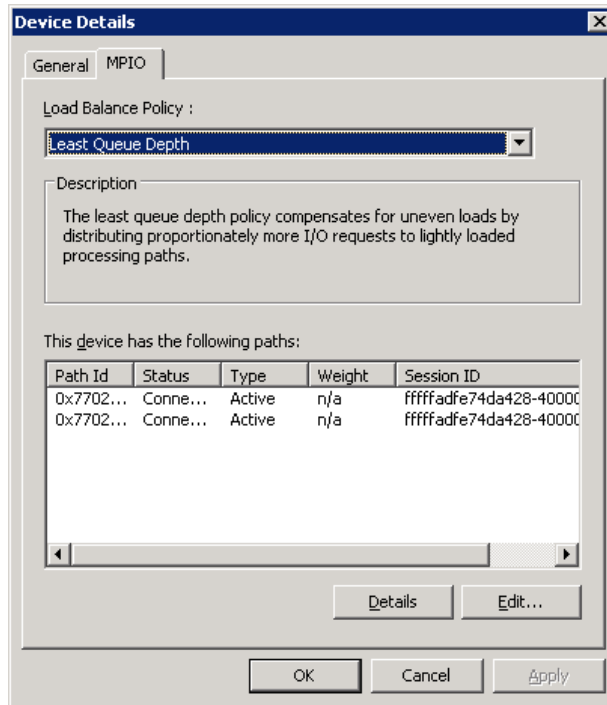 Device Details
General MPIO
Load Balance Policy :
Least Queue Depth
Description
The least queue depth policy compensates for uneven loads by
distributing proportionately more I/O requests to lightly loaded
processing paths.
This device has the following paths:
Path Id Status Type Weight Session ID
0x7702... Conne... Active n/a fffffadfe74da428-40000
0x7702... Conne... Active n/a fffffadfe74da428-40000
Details Edit...
OK Cancel Apply